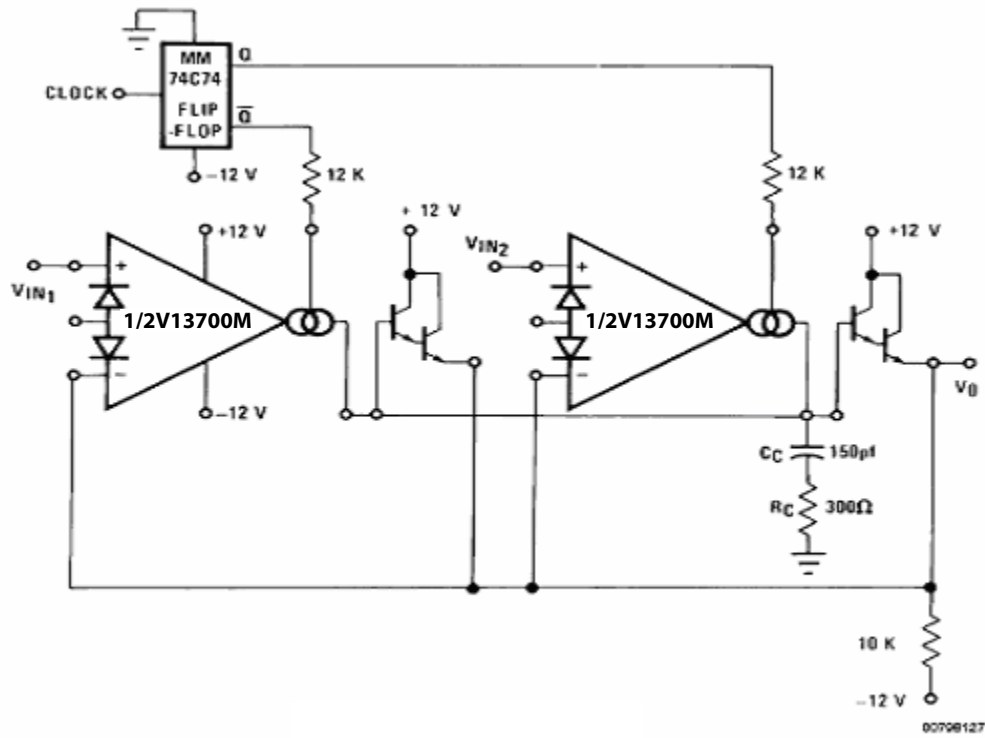 MM
74C74
FLIP
-FLOP
Q
Q̅
CLOCK
-12 V
12 K
12 K
+12 V
+ 12 V
+12 V
VIN1
VIN2
+
-
+
-
1/2V13700M
1/2V13700M
-12 V
VO
CC
150pf
RC
300Ω
10 K
-12 V
00798127